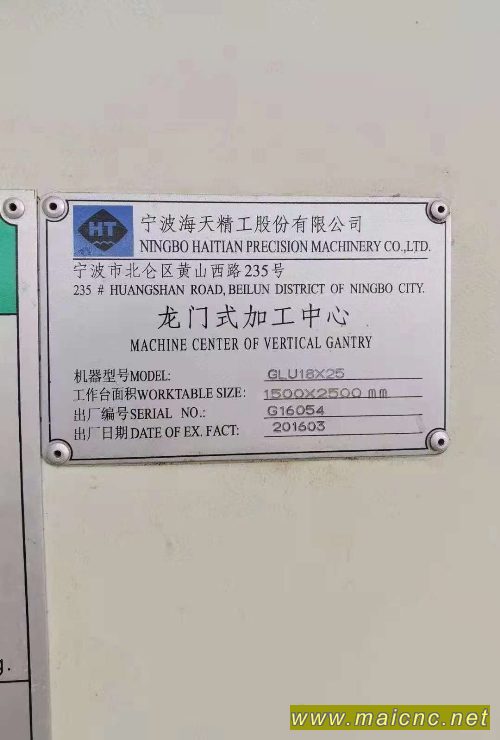 HT
宁波海天精工股份有限公司
NINGBO HAITIAN PRECISION MACHINERY CO.,LTD.
宁波市北仑区黄山西路235号
235 # HUANGSHAN ROAD, BEILUN DISTRICT OF NINGBO CITY.
龙门式加工中心
MACHINE CENTER OF VERTICAL GANTRY
机器型号MODEL: GLU18X25
工作台面积WORKTABLE SIZE: 1500X2500 mm
出厂编号SERIAL NO.: G16054
出厂日期DATE OF EX. FACT: 201603
g.
www.maicnc.net